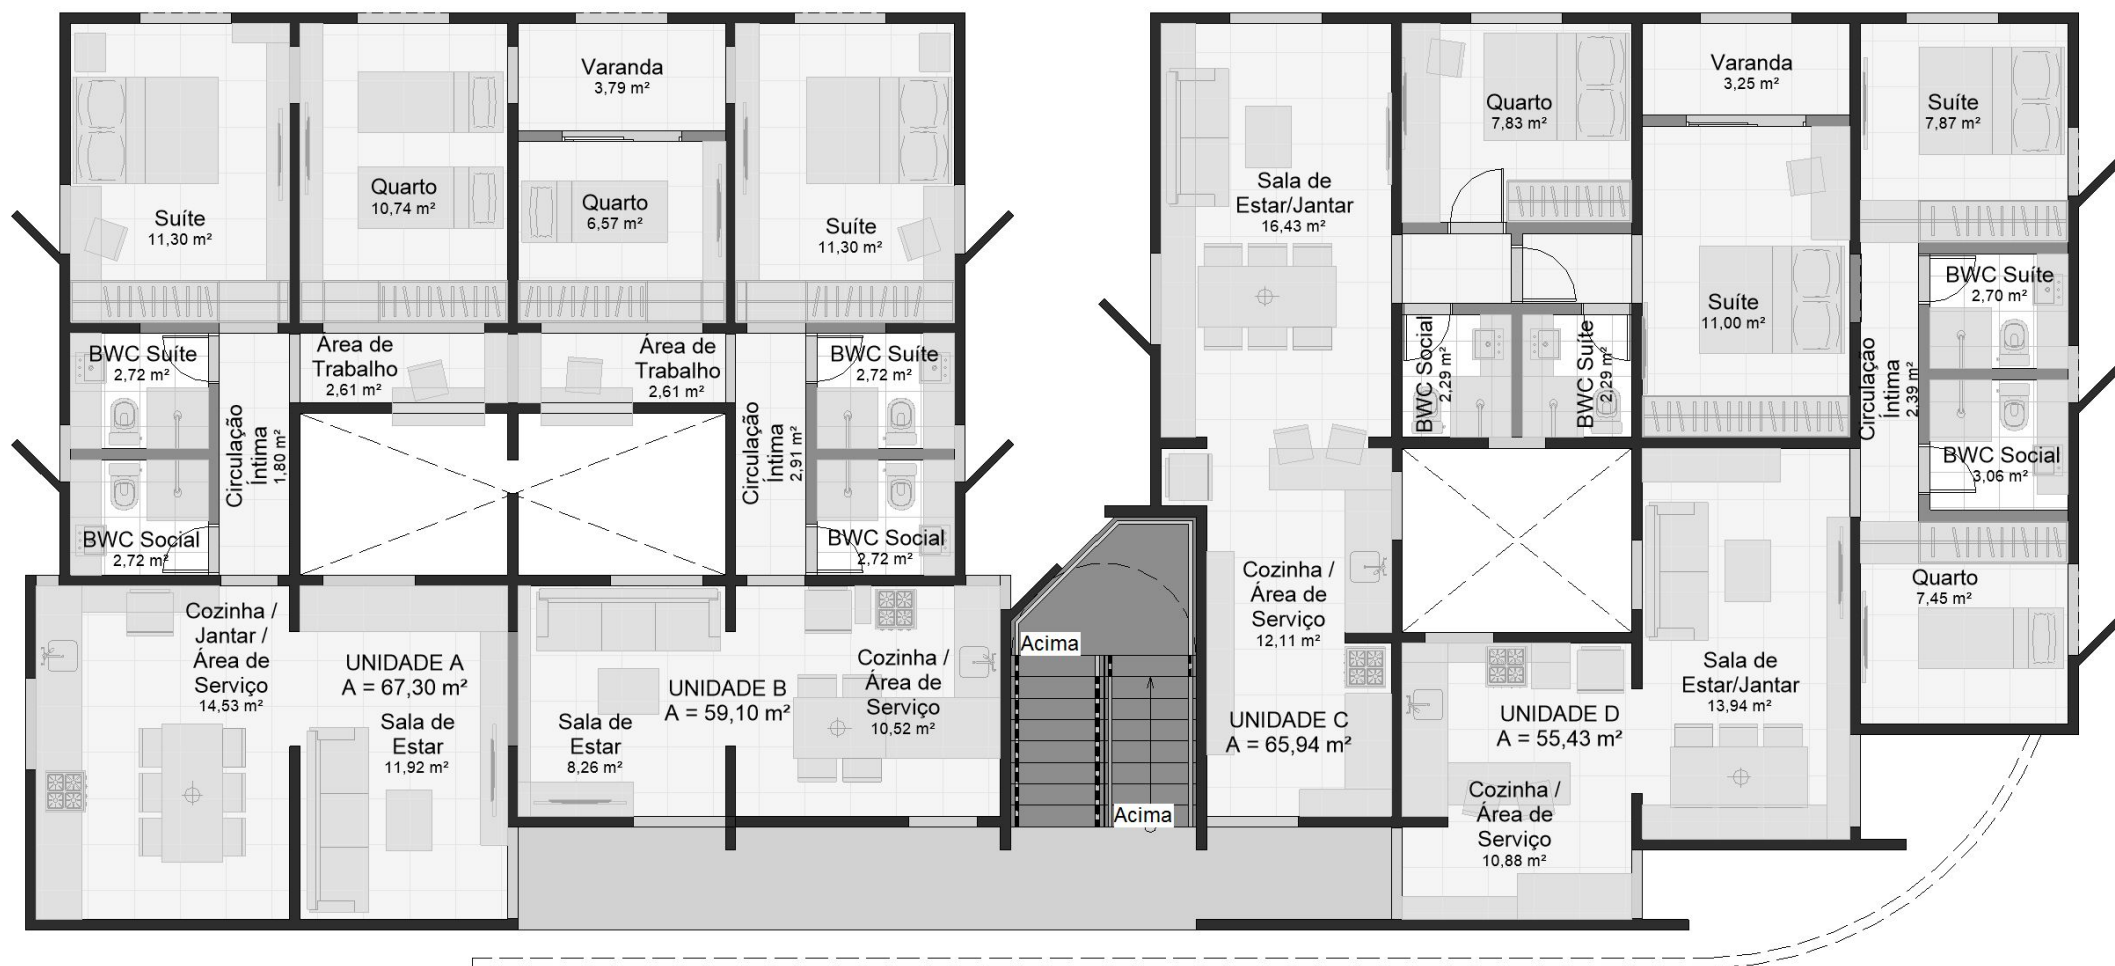 Suíte
11,30 m²
Quarto
10,74 m²
Varanda
3,79 m²
Quarto
6,57 m²
Suíte
11,30 m²
BWC Suíte
2,72 m²
BWC Social
2,72 m²
Circulação
Íntima
1,80 m²
Área de
Trabalho
2,61 m²
Área de
Trabalho
2,61 m²
Circulação
Íntima
2,91 m²
BWC Suíte
2,72 m²
BWC Social
2,72 m²
Cozinha /
Jantar /
Área de
Serviço
14,53 m²
UNIDADE A
A = 67,30 m²
Sala de
Estar
11,92 m²
UNIDADE B
A = 59,10 m²
Sala de
Estar
8,26 m²
Cozinha /
Área de
Serviço
10,52 m²
Acima
Acima
Sala de
Estar/Jantar
16,43 m²
Quarto
7,83 m²
Varanda
3,25 m²
Suíte
7,87 m²
Suíte
11,00 m²
BWC Social
2,29 m²
BWC Suíte
2,29 m²
Circulação
Íntima
2,39 m²
BWC Suíte
2,70 m²
BWC Social
3,06 m²
Quarto
7,45 m²
Cozinha /
Área de
Serviço
12,11 m²
UNIDADE C
A = 65,94 m²
UNIDADE D
A = 55,43 m²
Sala de
Estar/Jantar
13,94 m²
Cozinha /
Área de
Serviço
10,88 m²